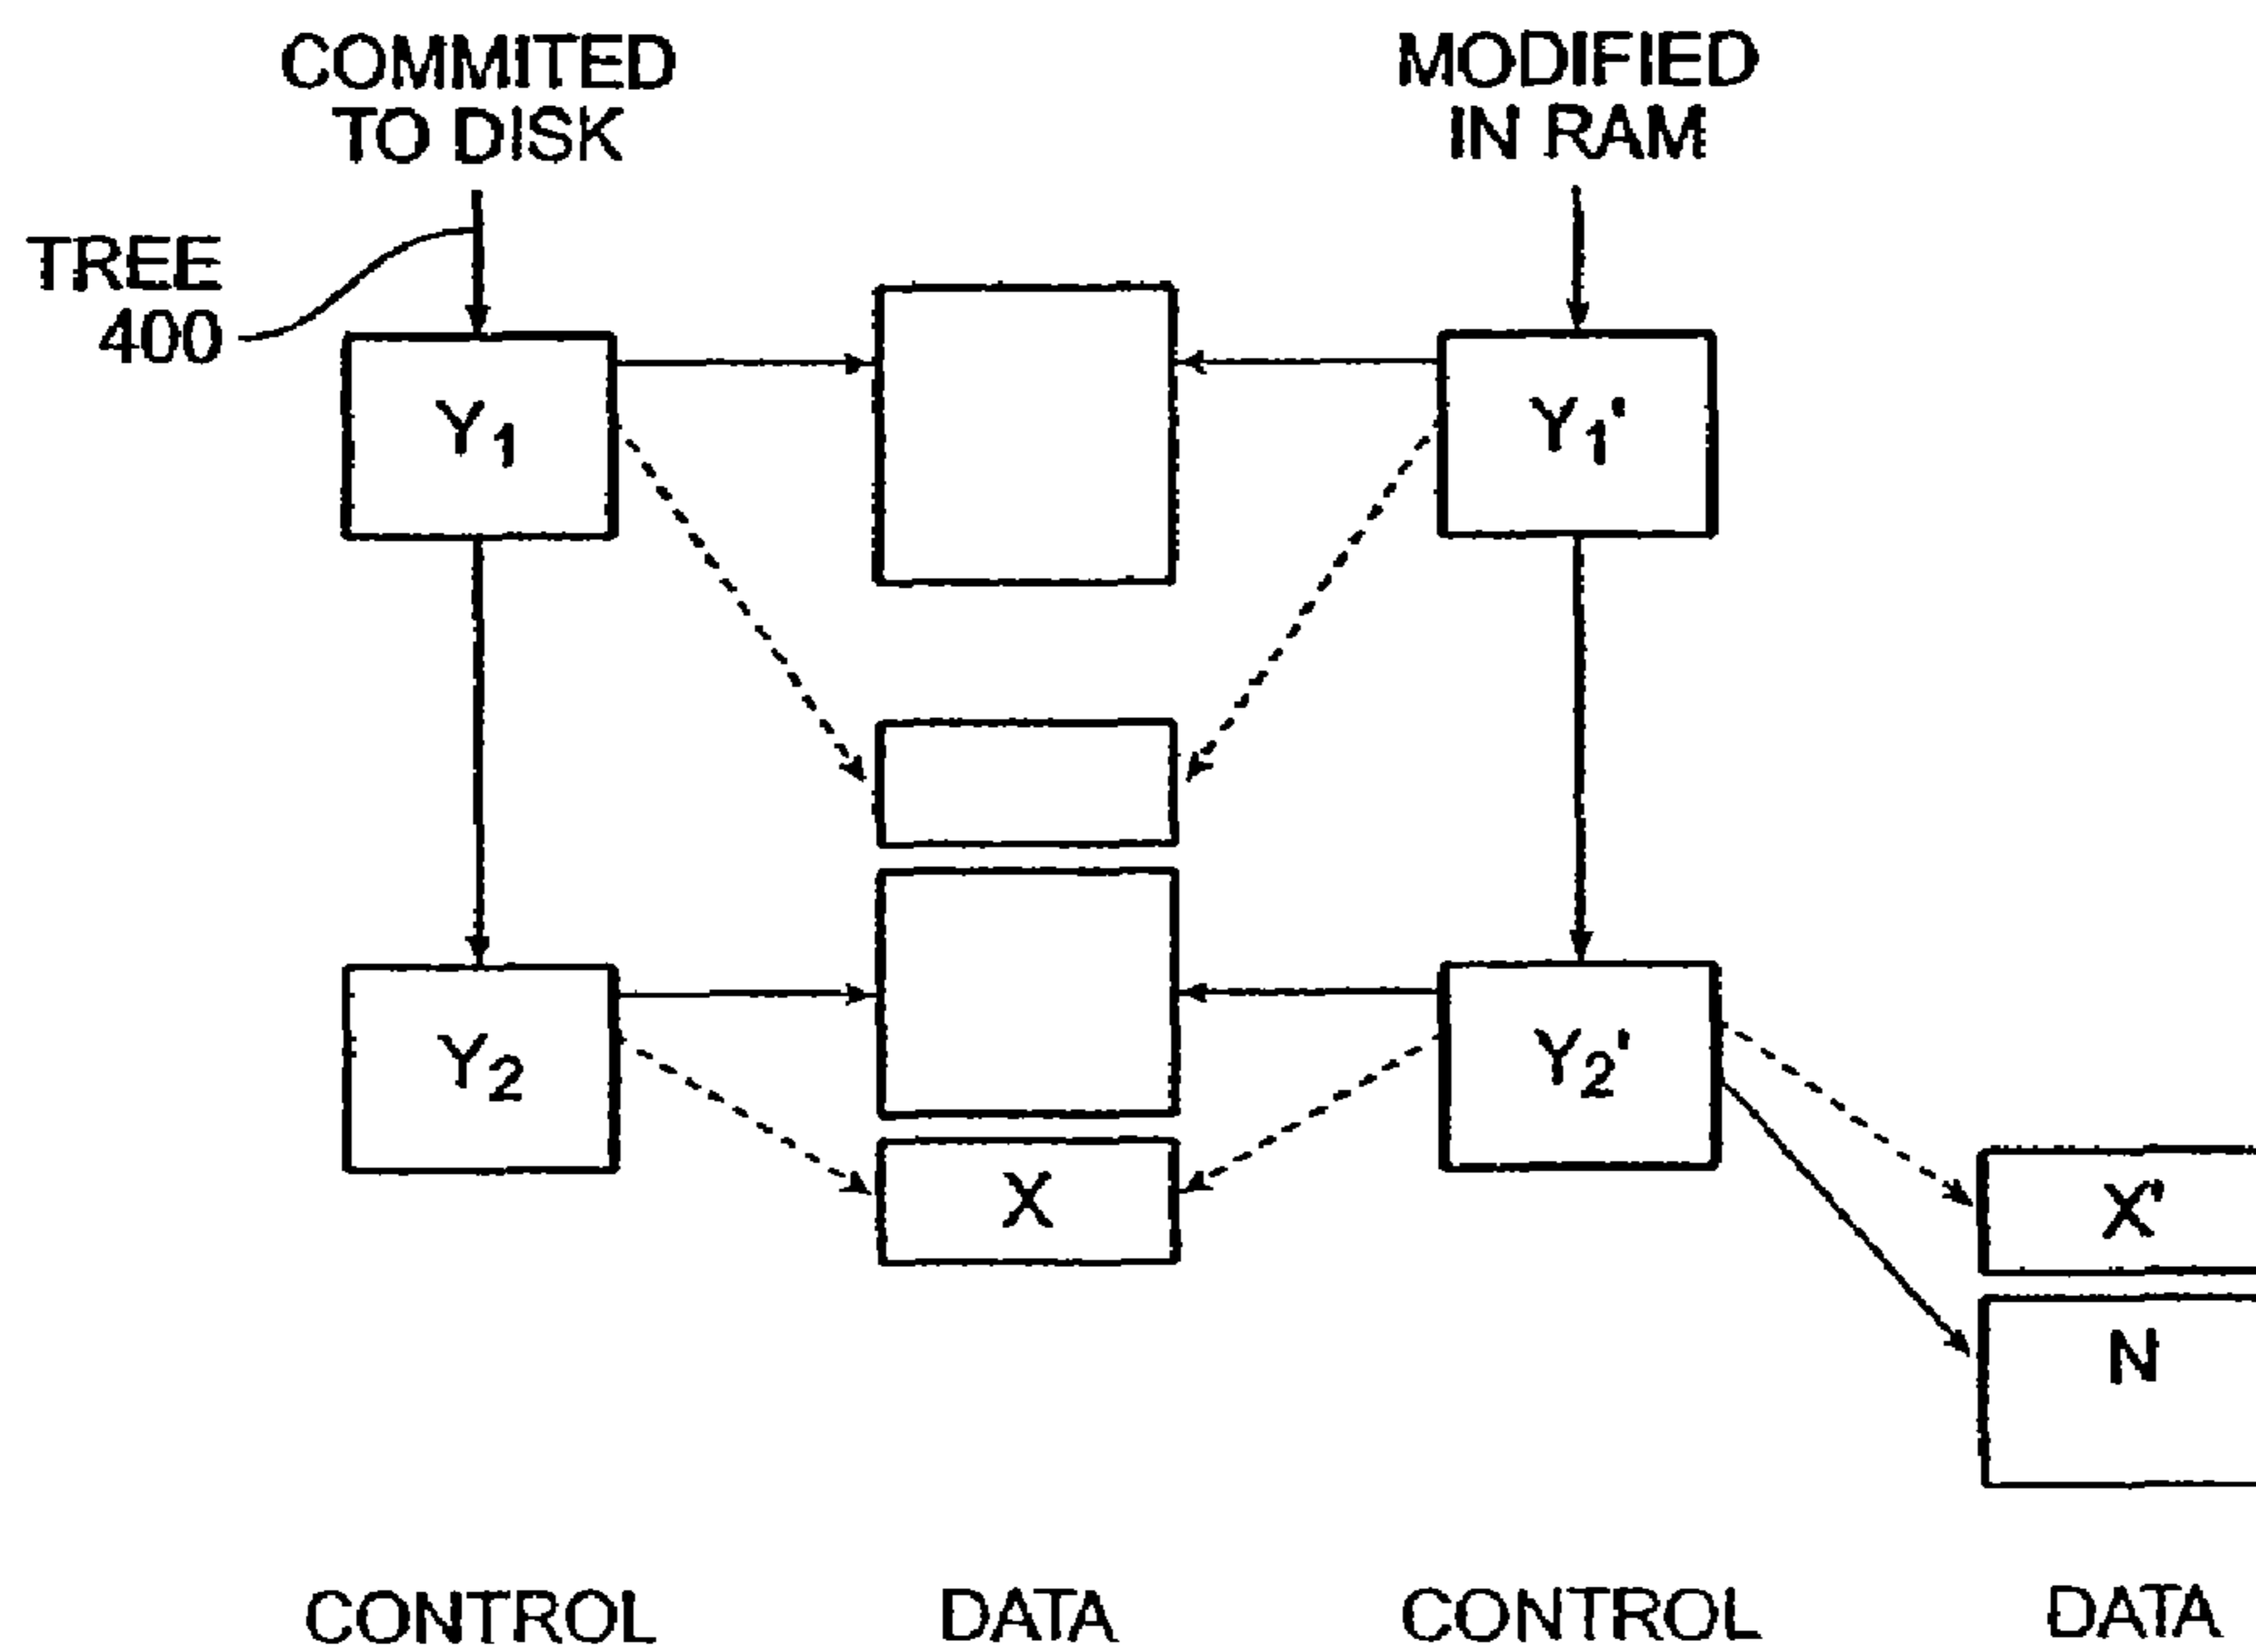 COMMITED
TO DISK
MODIFIED
IN RAM
TREE
400
Y1
Y1'
Y2
Y2'
X
X'
N
CONTROL
DATA
CONTROL
DATA